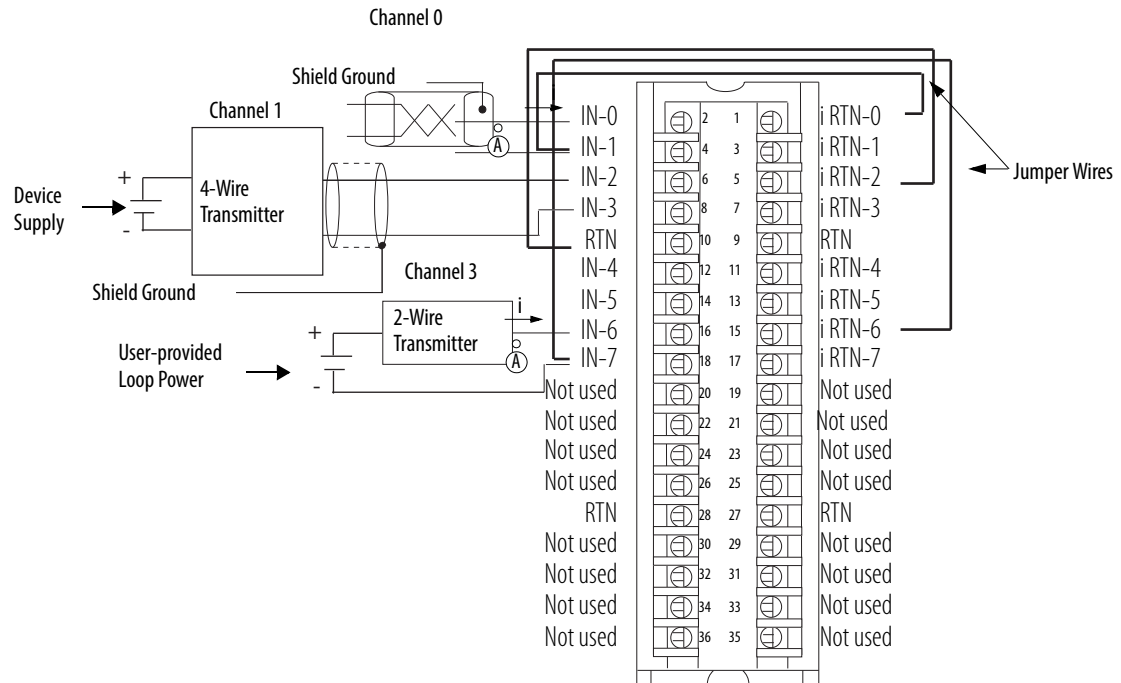 Channel 0
Shield Ground
Channel 1
4-Wire
Transmitter
+
-
Device
Supply
Shield Ground
Channel 3
2-Wire
Transmitter
i
A
A
+
-
User-provided
Loop Power
Jumper Wires
IN-0 2 1 i RTN-0
IN-1 4 3 i RTN-1
IN-2 6 5 i RTN-2
IN-3 8 7 i RTN-3
RTN 10 9 RTN
IN-4 12 11 i RTN-4
IN-5 14 13 i RTN-5
IN-6 16 15 i RTN-6
IN-7 18 17 i RTN-7
Not used 20 19 Not used
Not used 22 21 Not used
Not used 24 23 Not used
Not used 26 25 Not used
RTN 28 27 RTN
Not used 30 29 Not used
Not used 32 31 Not used
Not used 34 33 Not used
Not used 36 35 Not used